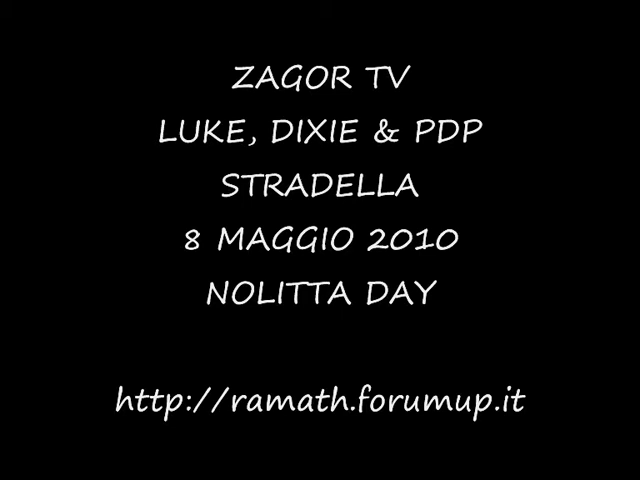 ZAGOR TV
LUKE, DIXIE & PDP
STRADELLA
8 MAGGIO 2010
NOLITTA DAY
http://ramath.forumup.it